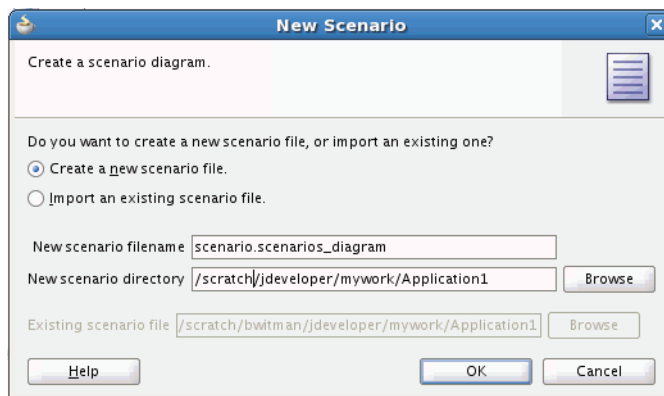 New Scenario
Create a scenario diagram.
Do you want to create a new scenario file, or import an existing one?
Create a new scenario file.
Import an existing scenario file.
New scenario filename scenario.scenarios_diagram
New scenario directory /scratch/jdeveloper/mywork/Application1 Browse
Existing scenario file /scratch/bwitman/jdeveloper/mywork/Application1 Browse
Help OK Cancel